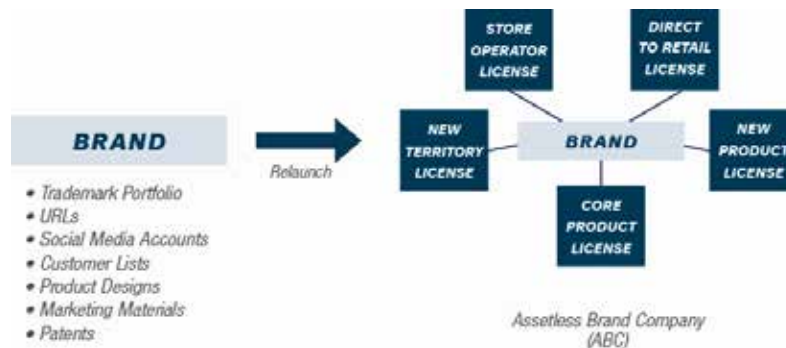 BRAND
• Trademark Portfolio
• URLs
• Social Media Accounts
• Customer Lists
• Product Designs
• Marketing Materials
• Patents
Relaunch
STORE
OPERATOR
LICENSE
DIRECT
TO RETAIL
LICENSE
NEW
TERRITORY
LICENSE
BRAND
NEW
PRODUCT
LICENSE
CORE
PRODUCT
LICENSE
Assetless Brand Company
(ABC)